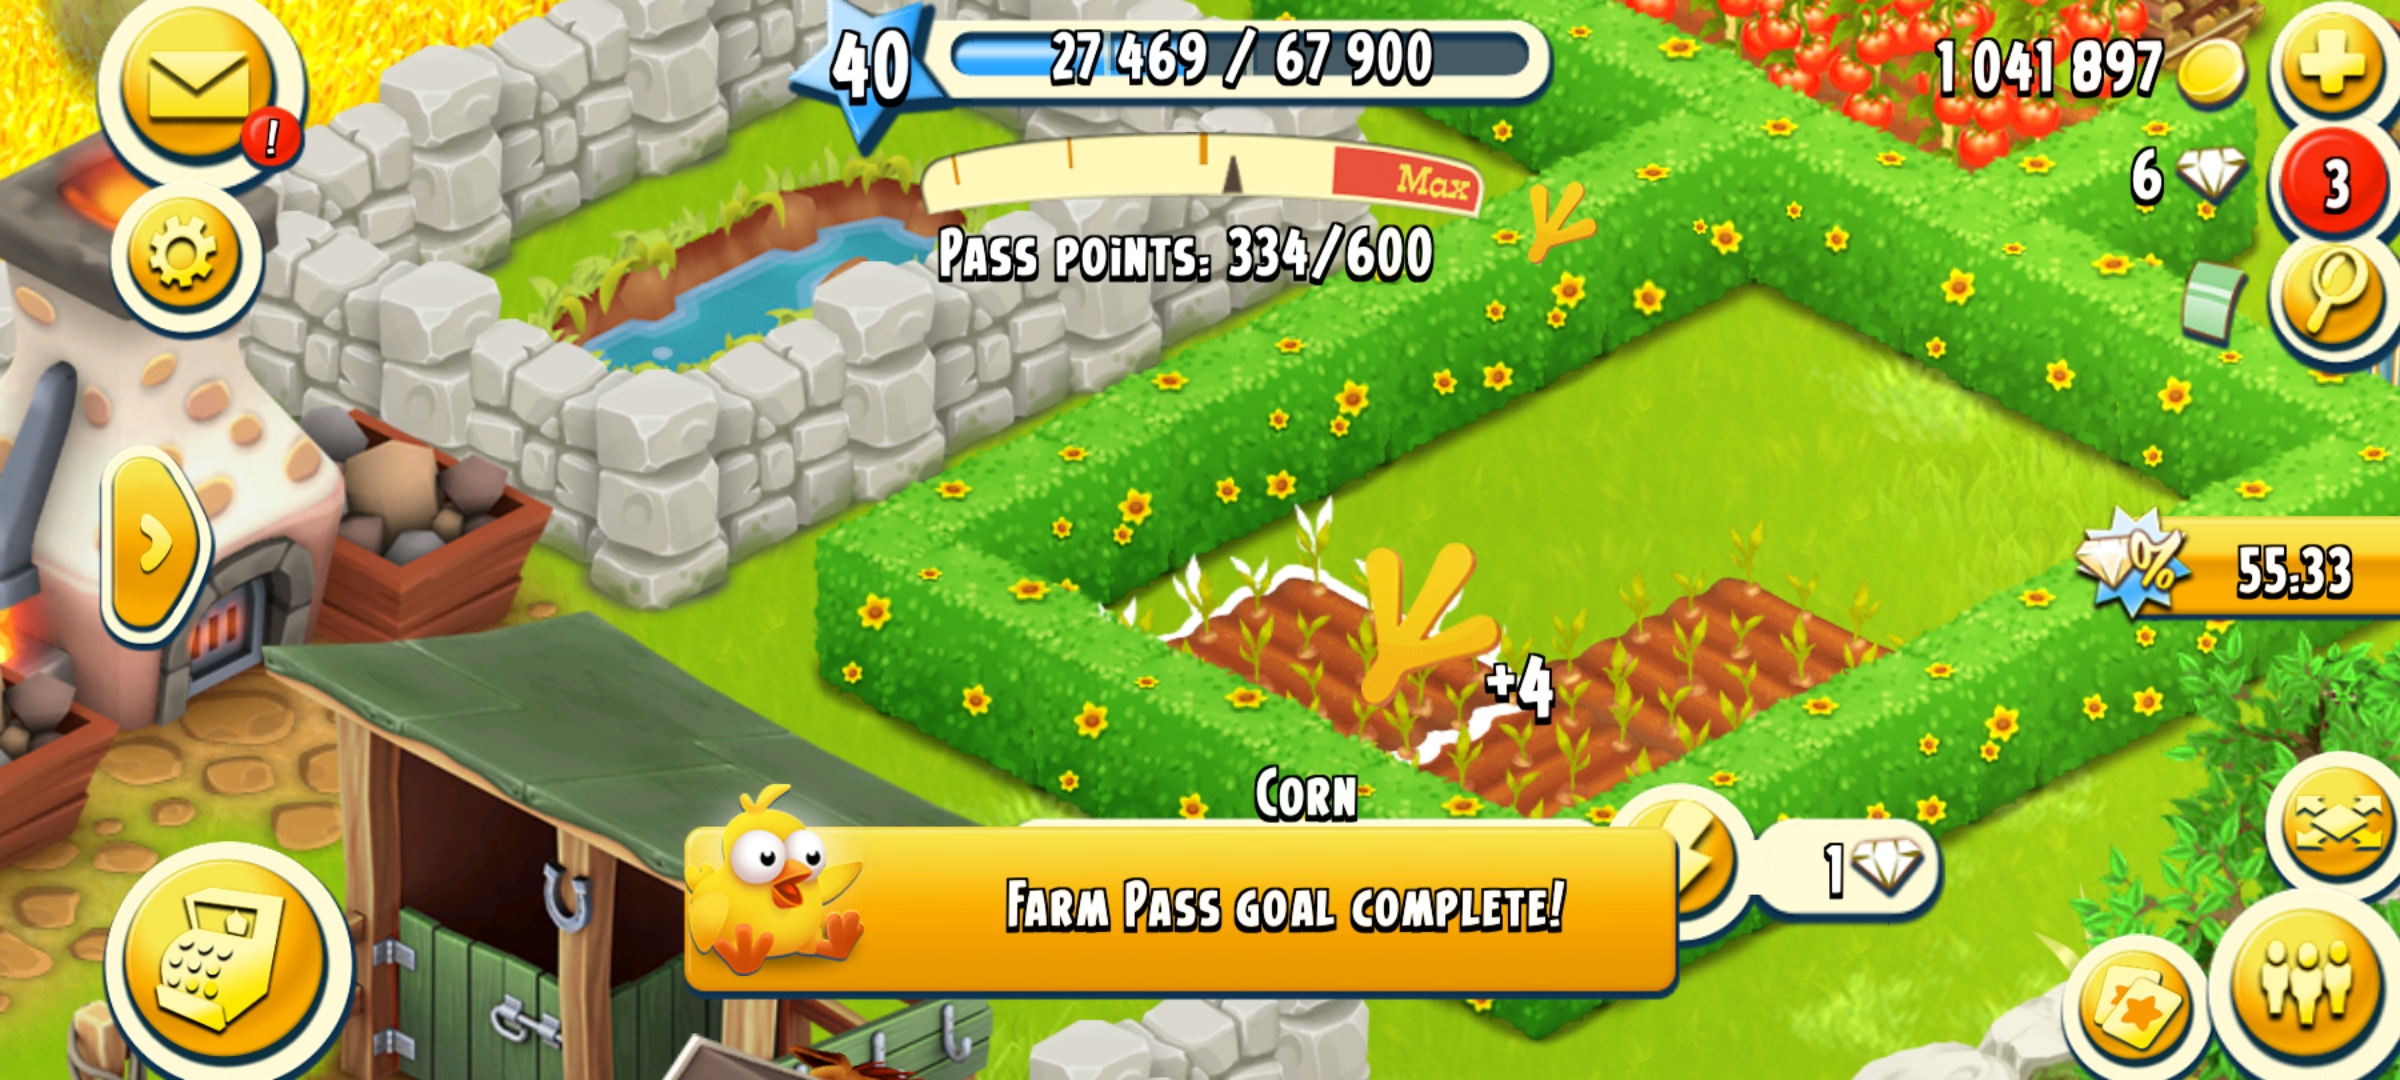 40
27 469 / 67 900
1 041 897
!
Max
6
3
Pass points: 334/600
%
55:33
+4
Corn
1
Farm Pass goal complete!